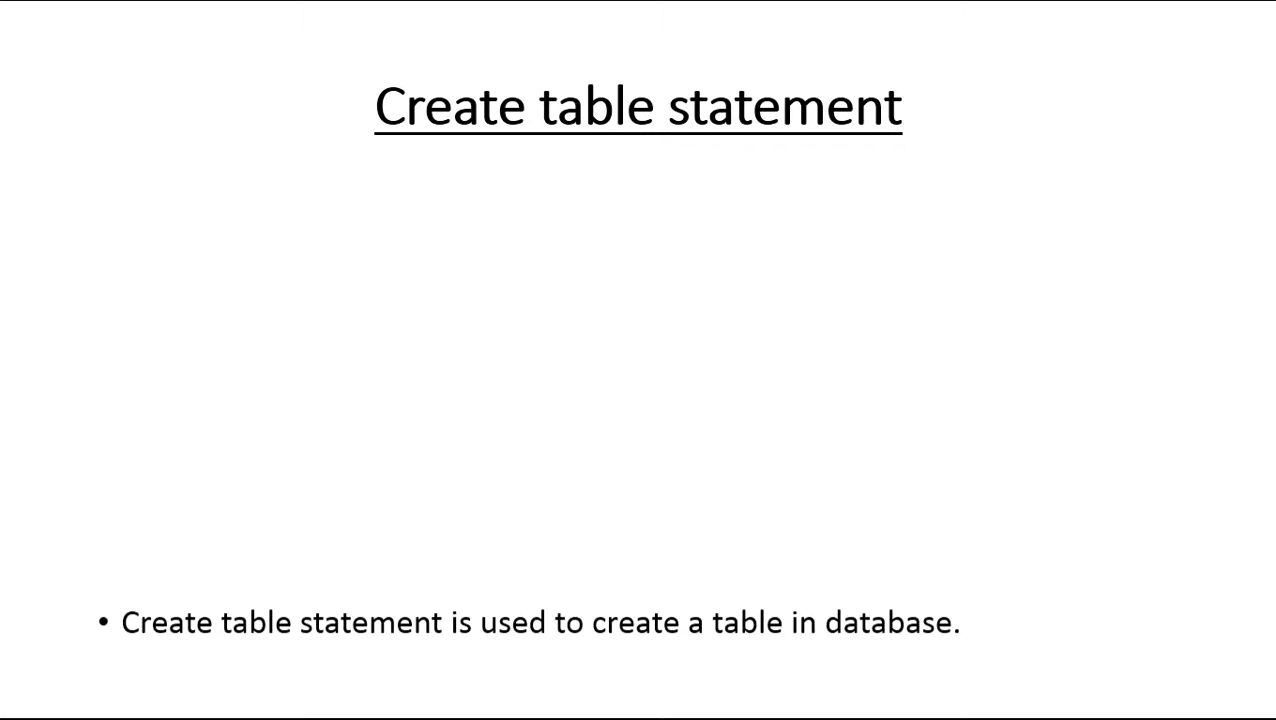 Create table statement
• Create table statement is used to create a table in database.